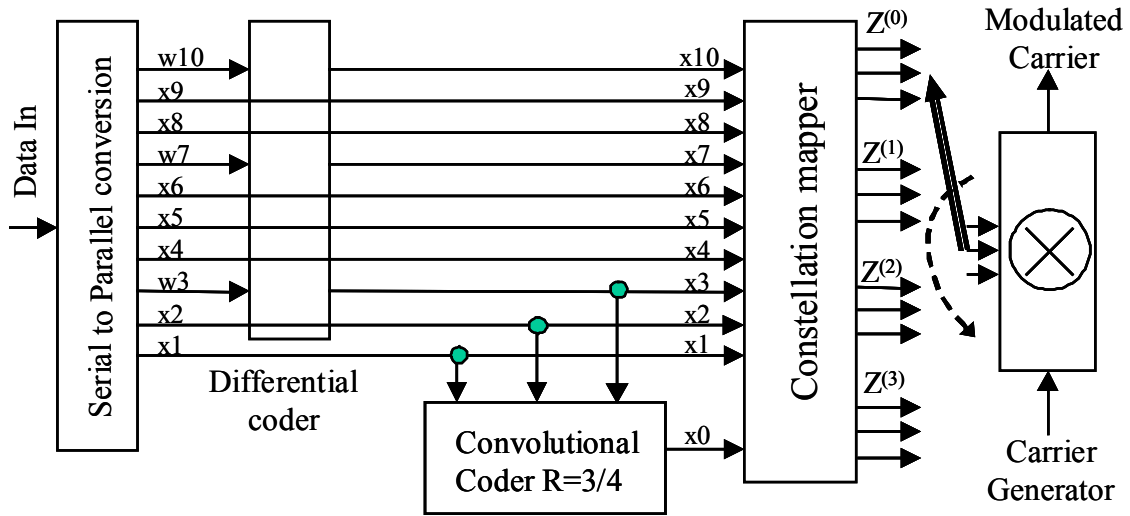 Data In
Serial to Parallel conversion
w10
x9
x8
w7
x6
x5
x4
w3
x2
x1
Differential
coder
Convolutional
Coder R=3/4
x10
x9
x8
x7
x6
x5
x4
x3
x2
x1
x0
Constellation mapper
Z(0)
Z(1)
Z(2)
Z(3)
Modulated
Carrier
Carrier
Generator